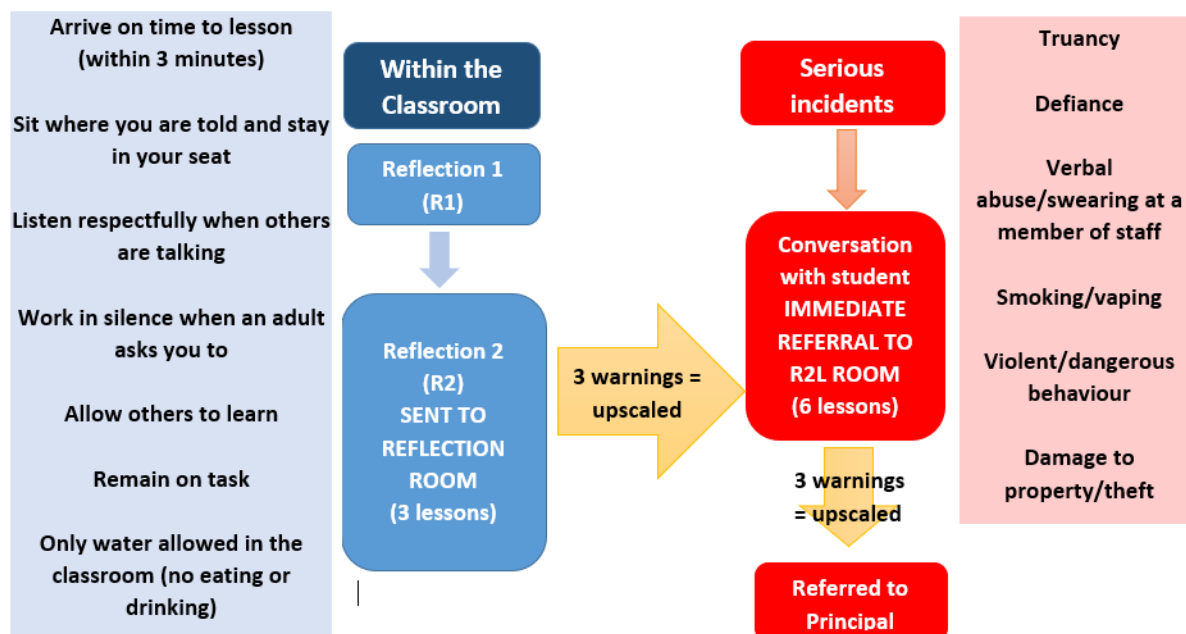 Arrive on time to lesson
(within 3 minutes)
Sit where you are told and stay
in your seat
Listen respectfully when others
are talking
Work in silence when an adult
asks you to
Allow others to learn
Remain on task
Only water allowed in the
classroom (no eating or
drinking)
Within the
Classroom
Reflection 1
(R1)
Reflection 2
(R2)
SENT TO
REFLECTION
ROOM
(3 lessons)
3 warnings =
upscaled
Serious
incidents
Conversation
with student
IMMEDIATE
REFERRAL TO
R2L ROOM
(6 lessons)
3 warnings
= upscaled
Referred to
Principal
Truancy
Defiance
Verbal
abuse/swearing at a
member of staff
Smoking/vaping
Violent/dangerous
behaviour
Damage to
property/theft